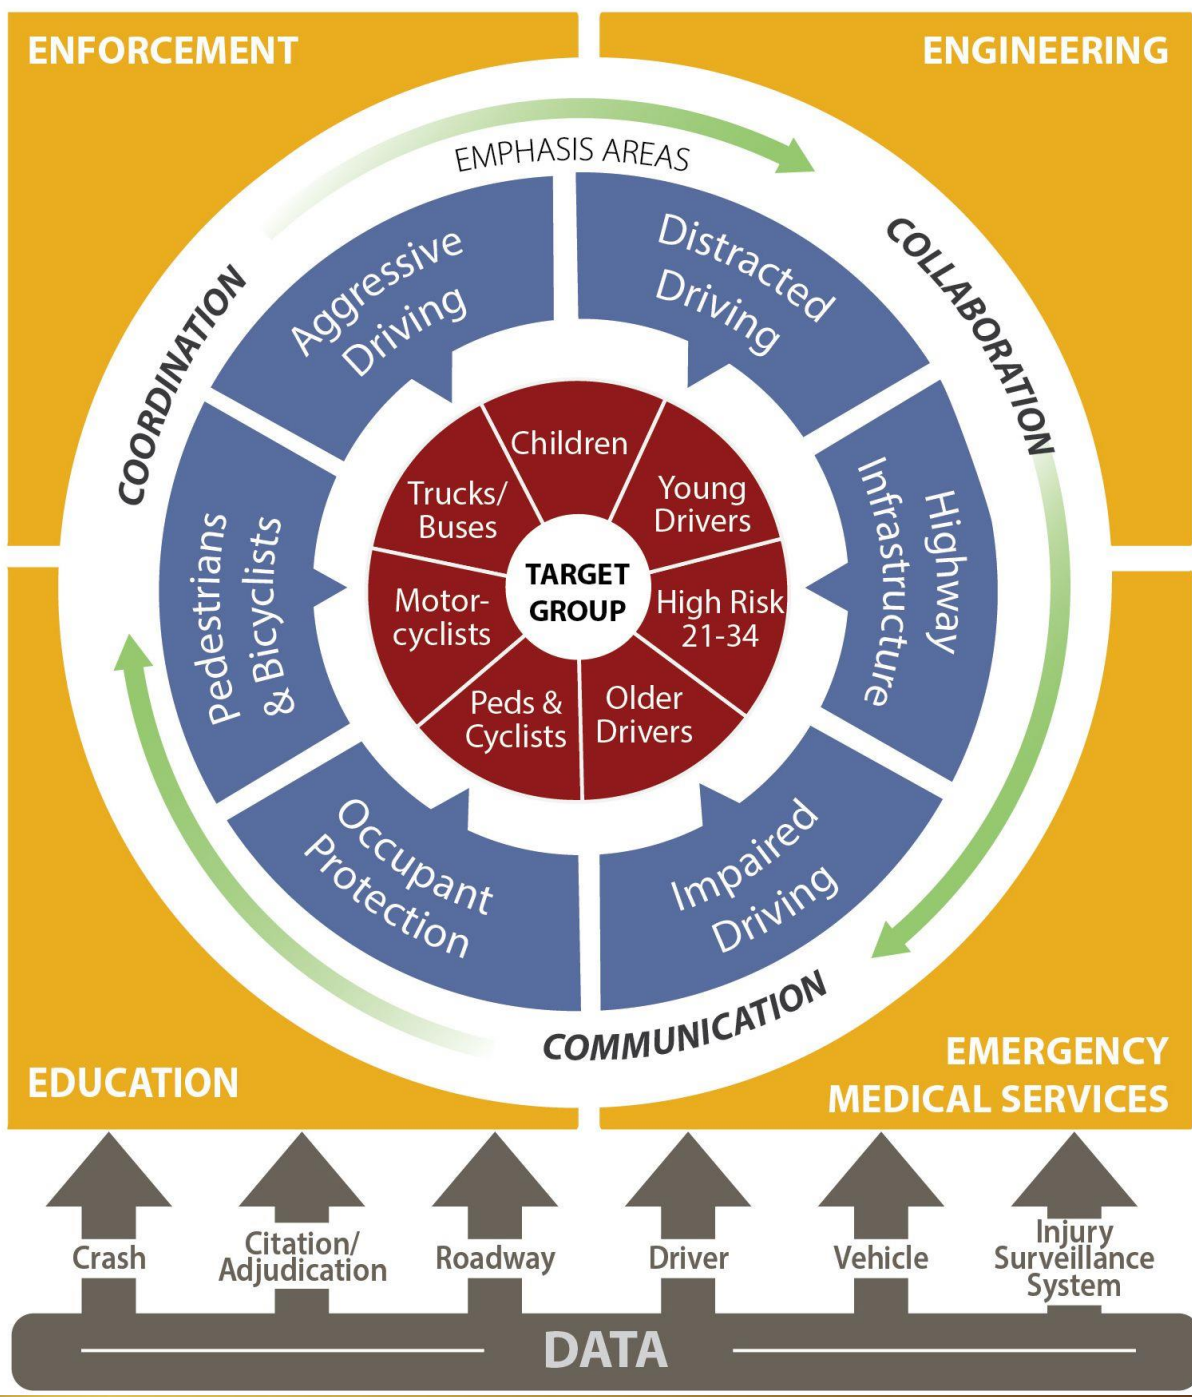 ENFORCEMENT
ENGINEERING
EMPHASIS AREAS
COORDINATION
COLLABORATION
COMMUNICATION
Aggressive
Driving
Distracted
Driving
Highway
Infrastructure
Impaired
Driving
Occupant
Protection
Pedestrians
& Bicyclists
Children
Young
Drivers
High Risk
21-34
Older
Drivers
Peds &
Cyclists
Motor-
cyclists
Trucks/
Buses
TARGET
GROUP
EDUCATION
EMERGENCY
MEDICAL SERVICES
Crash
Citation/
Adjudication
Roadway
Driver
Vehicle
Injury
Surveillance
System
DATA